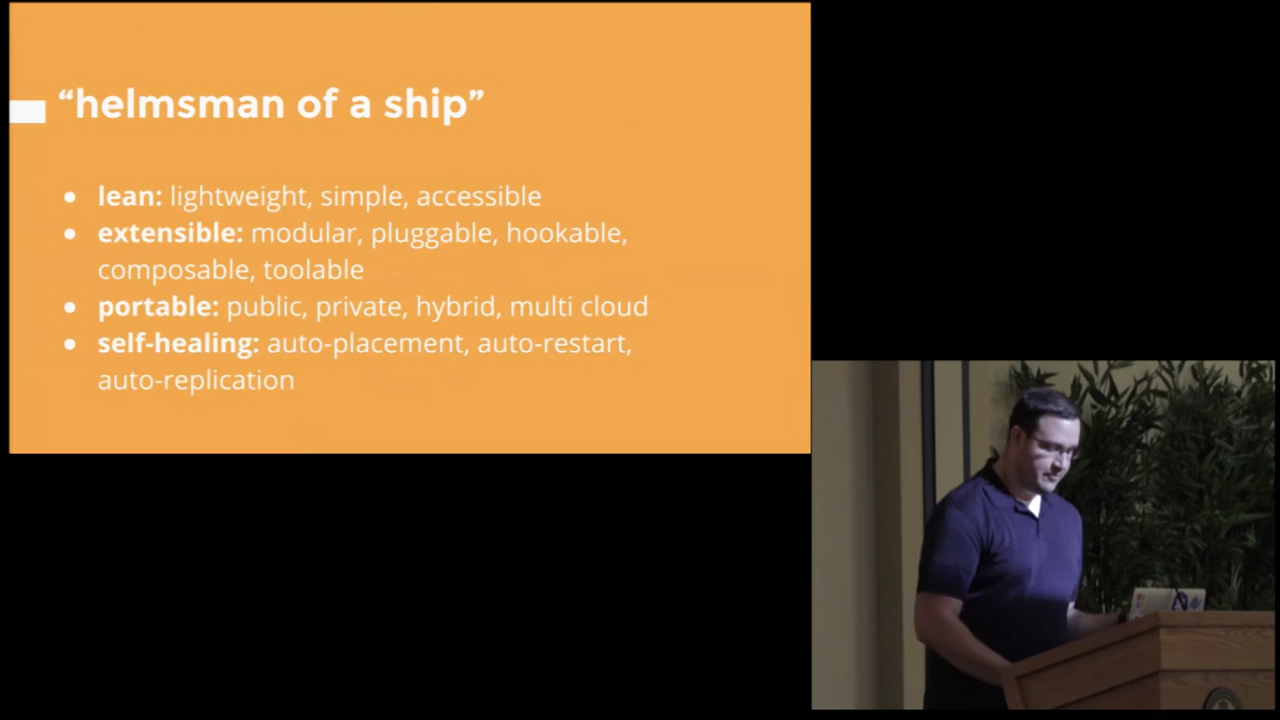 “helmsman of a ship”
● lean: lightweight, simple, accessible
● extensible: modular, pluggable, hookable,
composable, toolable
● portable: public, private, hybrid, multi cloud
● self-healing: auto-placement, auto-restart,
auto-replication